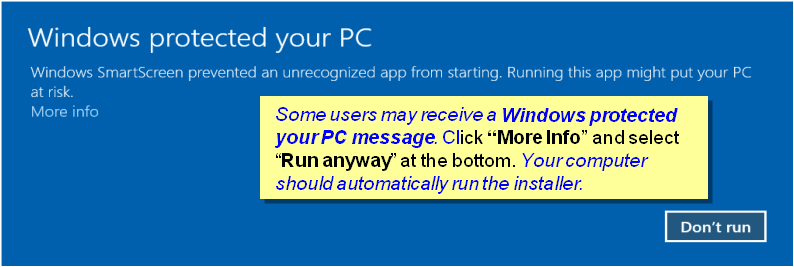 Windows protected your PC
Windows SmartScreen prevented an unrecognized app from starting. Running this app might put your PC
at risk.
More info
Some users may receive a Windows protected
your PC message. Click “More Info” and select
“Run anyway” at the bottom. Your computer
should automatically run the installer.
Don't run